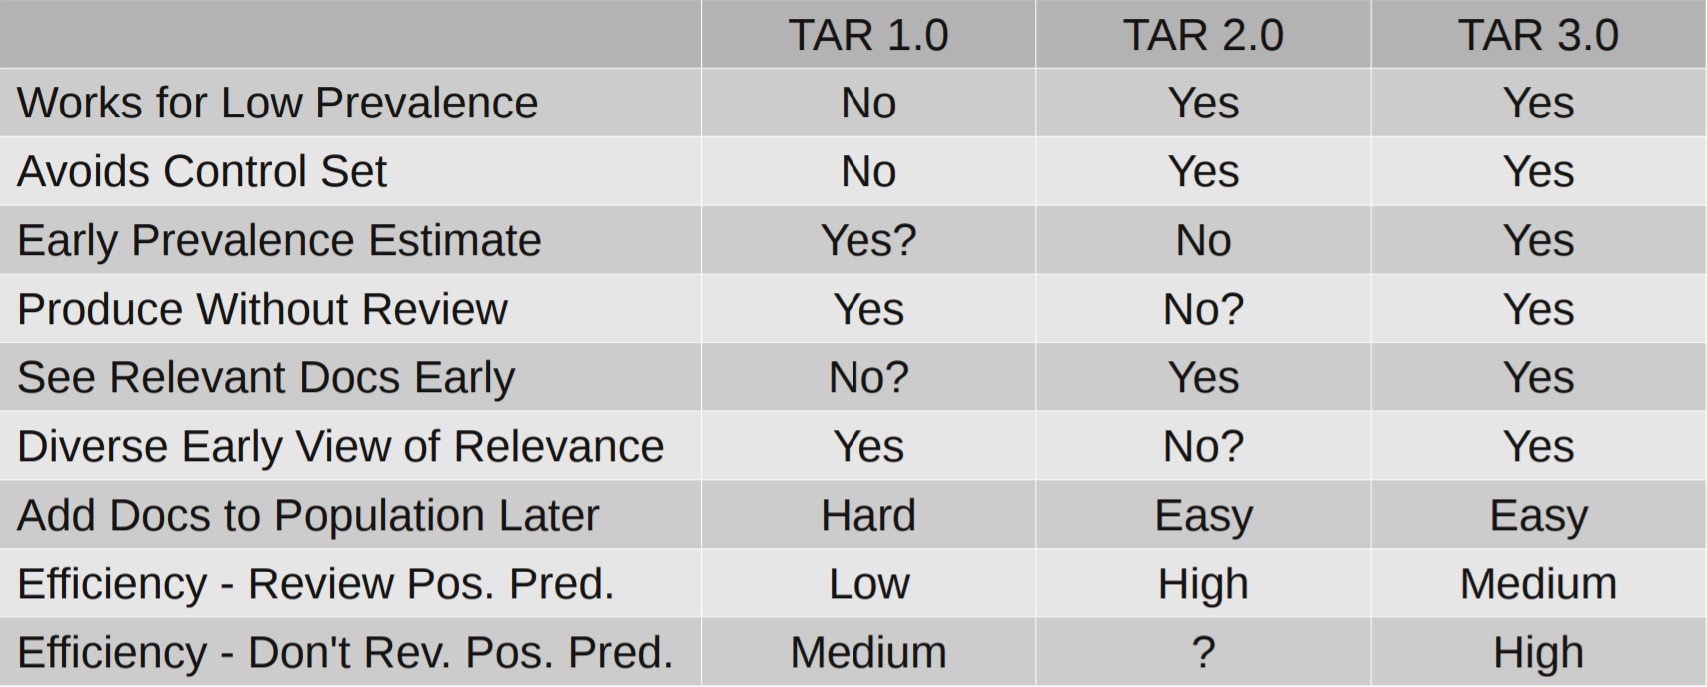 TAR 1.0 TAR 2.0 TAR 3.0
Works for Low Prevalence No Yes Yes
Avoids Control Set No Yes Yes
Early Prevalence Estimate Yes? No Yes
Produce Without Review Yes No? Yes
See Relevant Docs Early No? Yes Yes
Diverse Early View of Relevance Yes No? Yes
Add Docs to Population Later Hard Easy Easy
Efficiency - Review Pos. Pred. Low High Medium
Efficiency - Don't Rev. Pos. Pred. Medium ? High